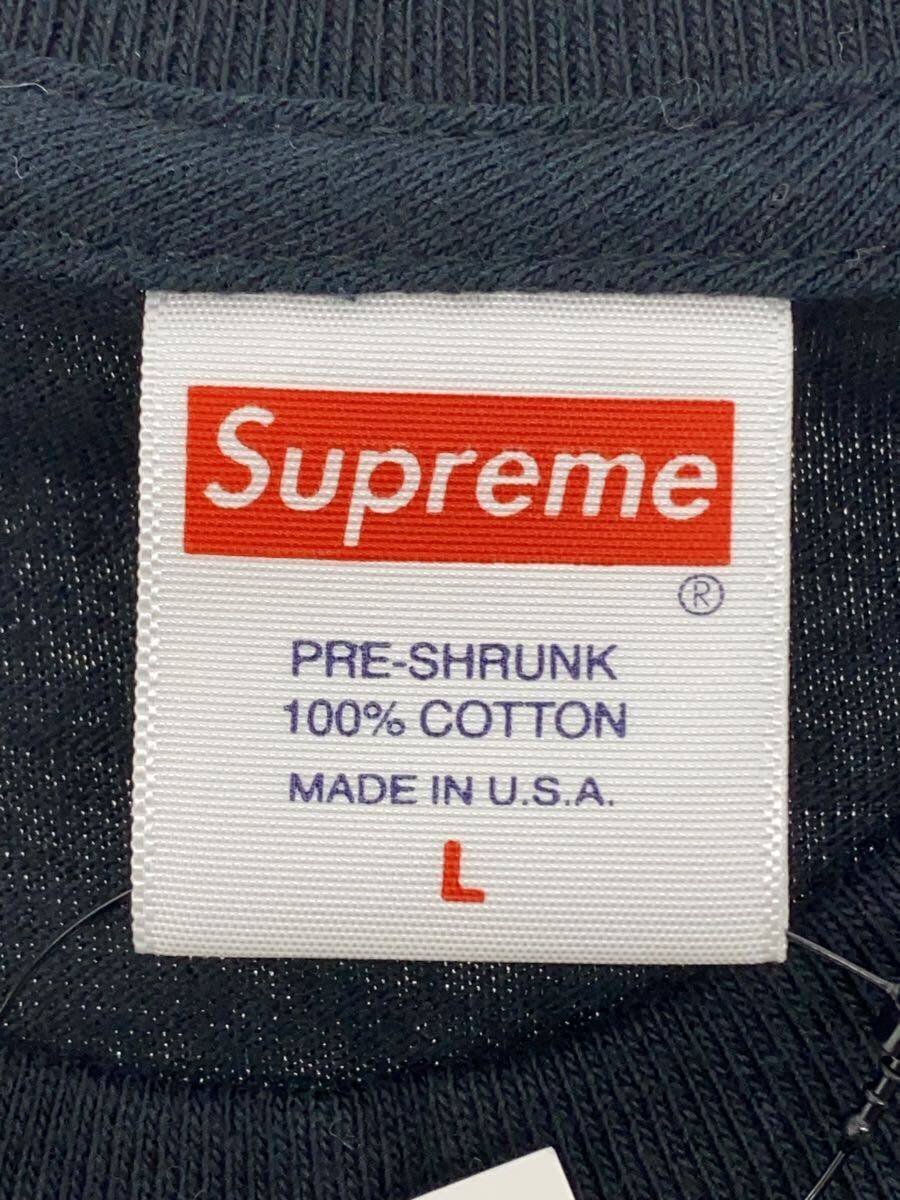 Supreme
®
PRE-SHRUNK
100% COTTON
MADE IN U.S.A.
L